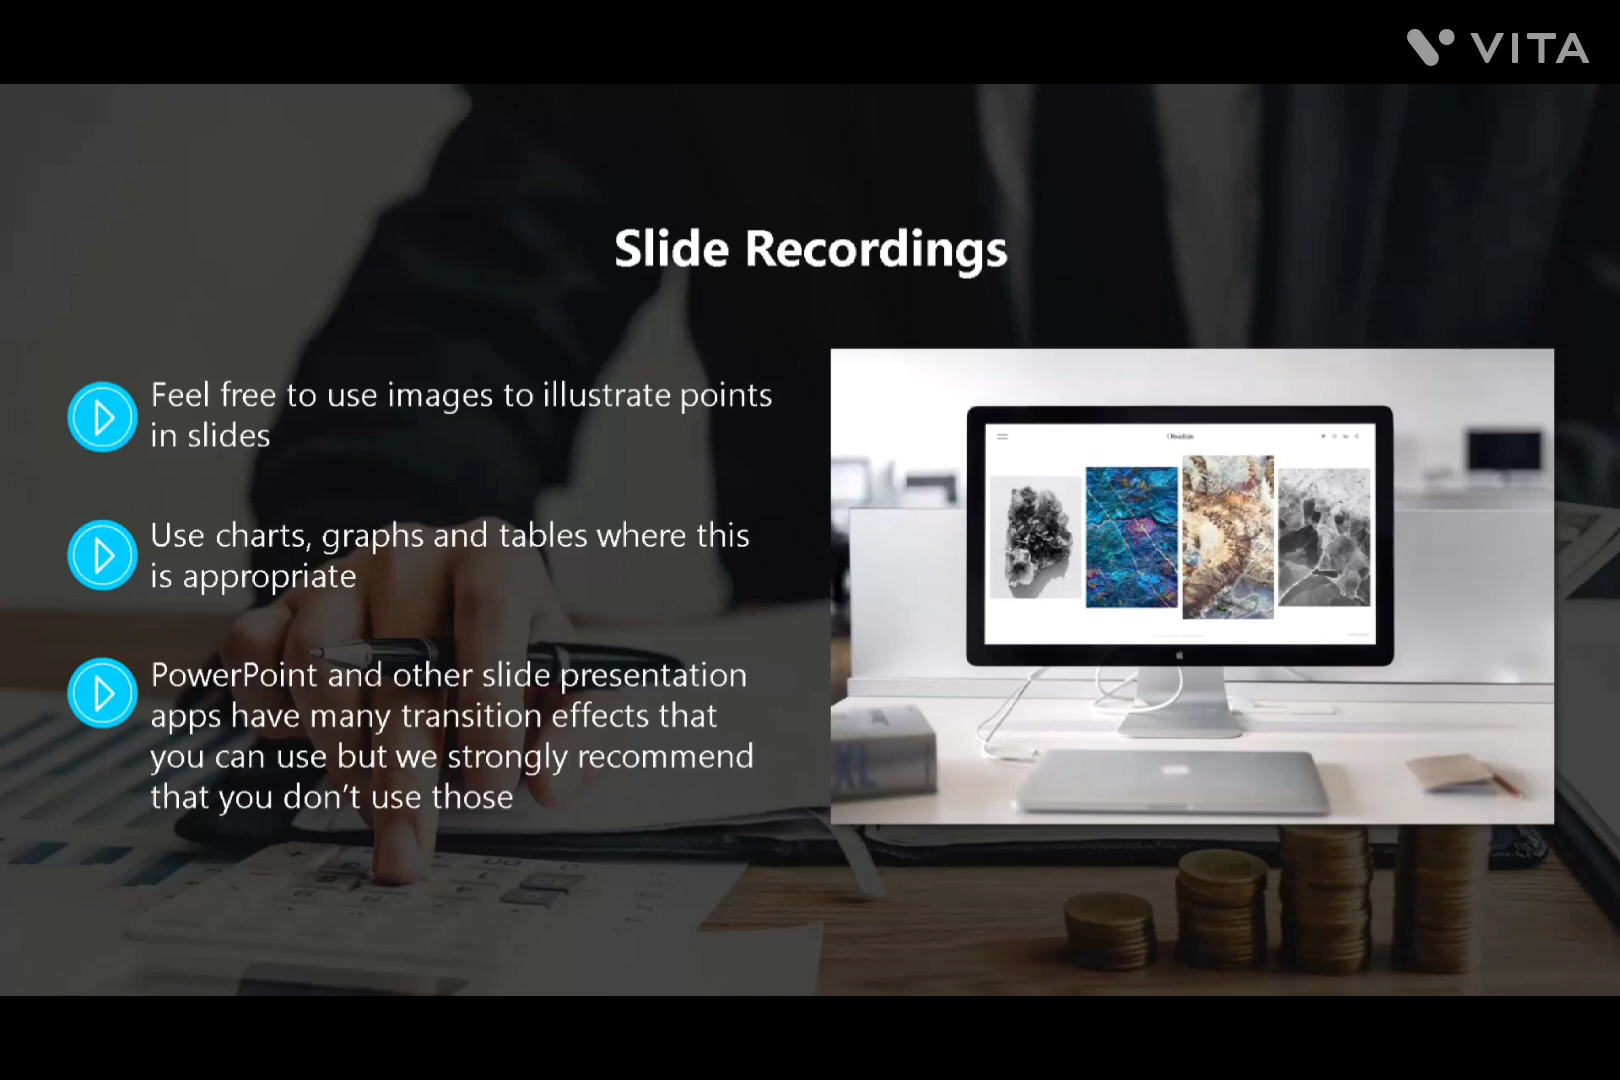 VITA
Slide Recordings
Feel free to use images to illustrate points
in slides
Use charts, graphs and tables where this
is appropriate
PowerPoint and other slide presentation
apps have many transition effects that
you can use but we strongly recommend
that you don’t use those
Obsidian
XL